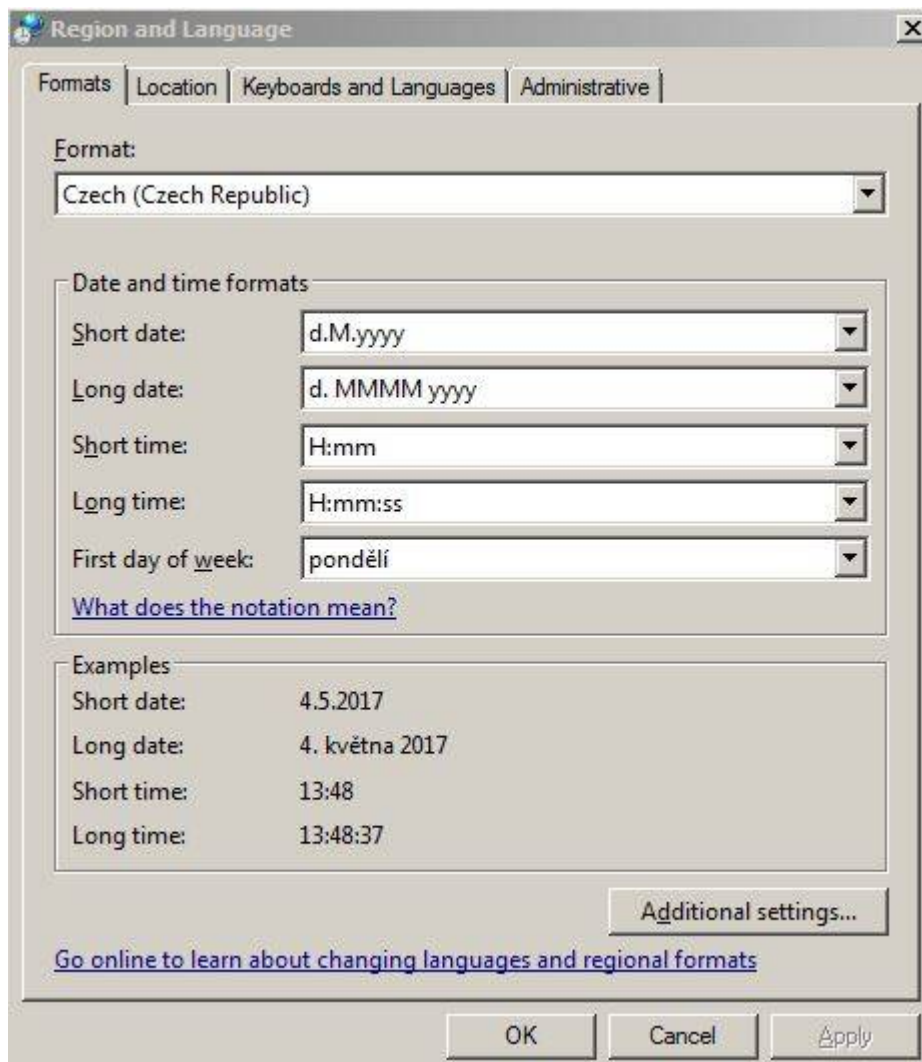 Region and Language
Formats Location Keyboards and Languages Administrative
Format:
Czech (Czech Republic)
Date and time formats
Short date: d.M.yyyy
Long date: d. MMMM yyyy
Short time: H:mm
Long time: H:mm:ss
First day of week: pondělí
What does the notation mean?
Examples
Short date: 4.5.2017
Long date: 4. května 2017
Short time: 13:48
Long time: 13:48:37
Additional settings...
Go online to learn about changing languages and regional formats
OK Cancel Apply